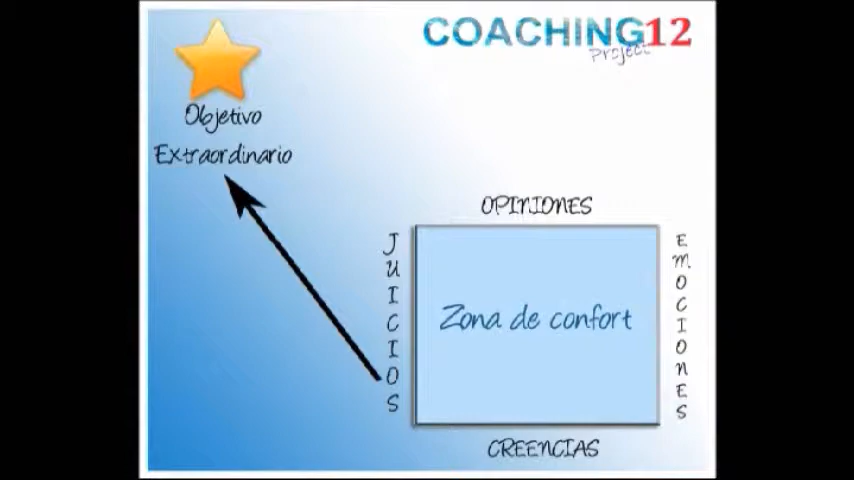 COACHING12
Project
Objetivo
Extraordinario
OPINIONES
JUICIOS
Zona de confort
EMOCIONES
CREENCIAS